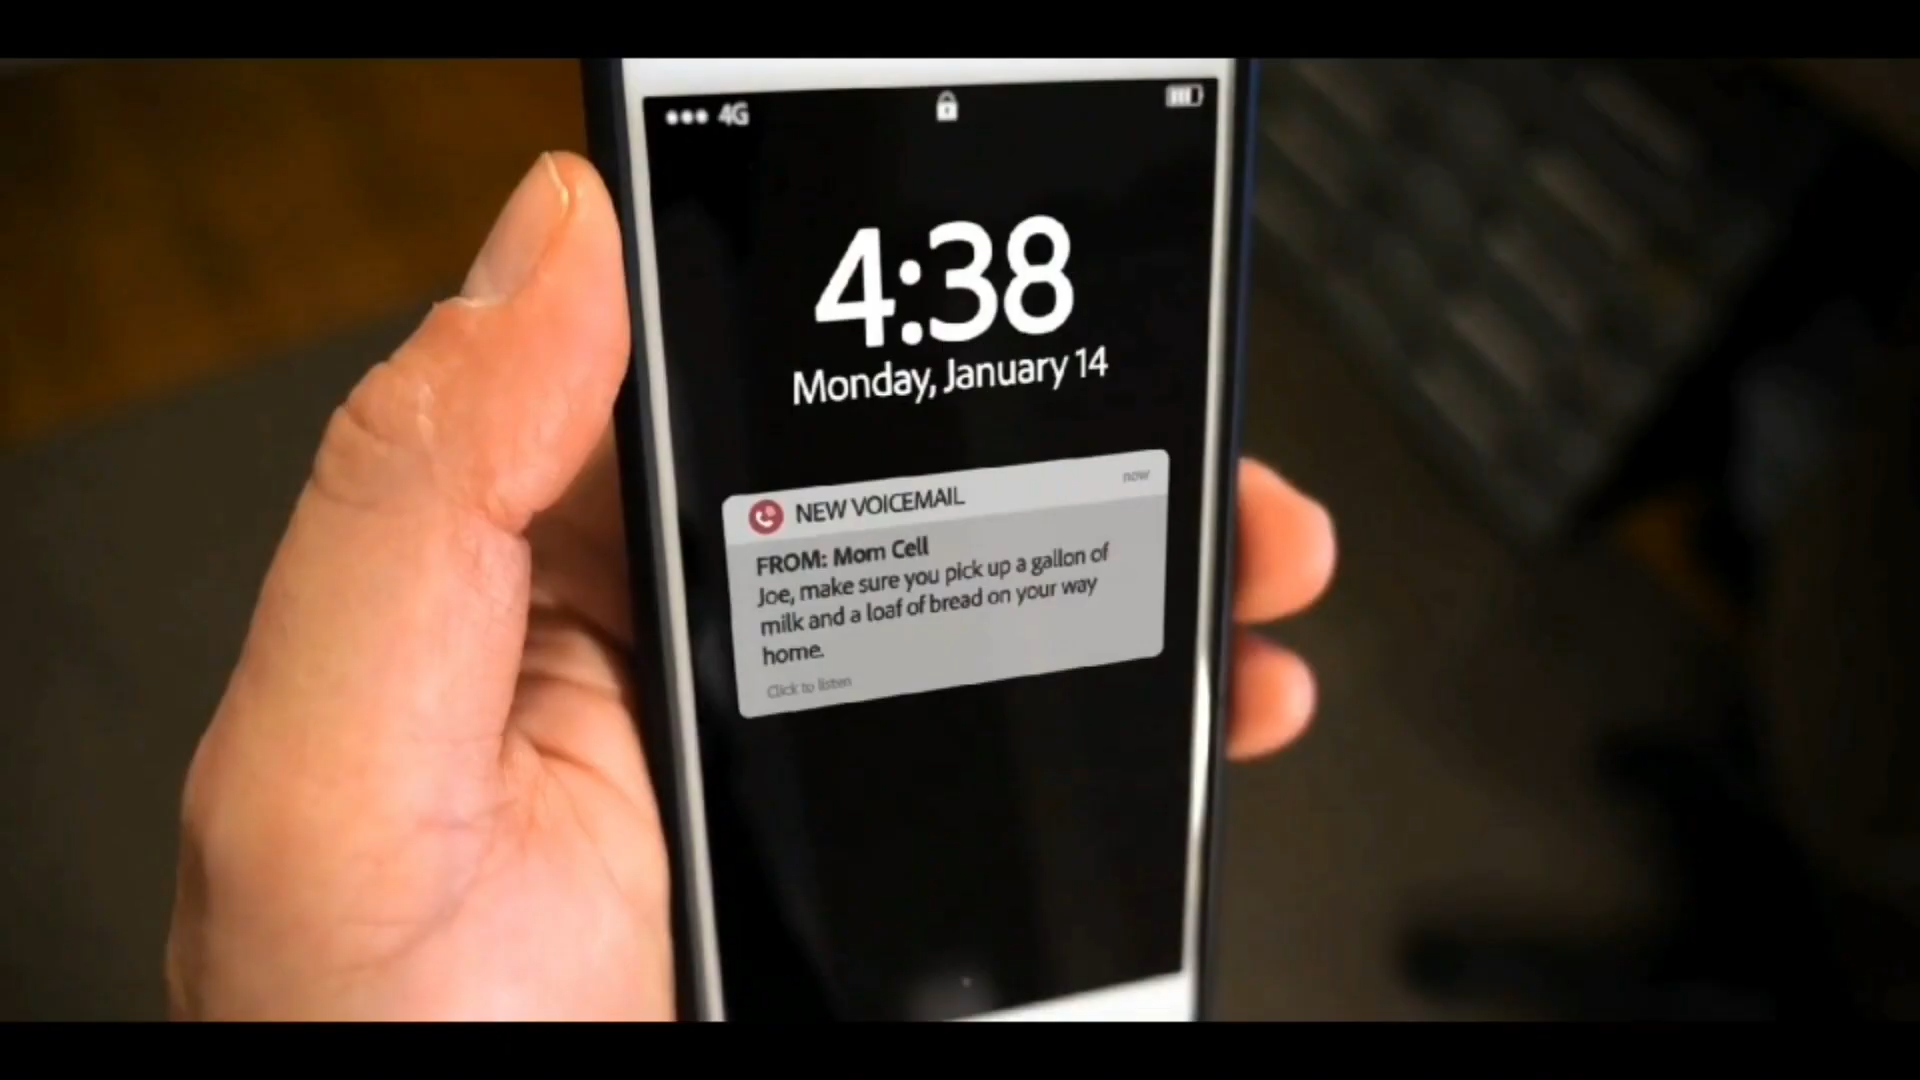 4G
4:38
Monday, January 14
NEW VOICEMAIL
now
FROM: Mom Cell
Joe, make sure you pick up a gallon of
milk and a loaf of bread on your way
home.
Click to listen